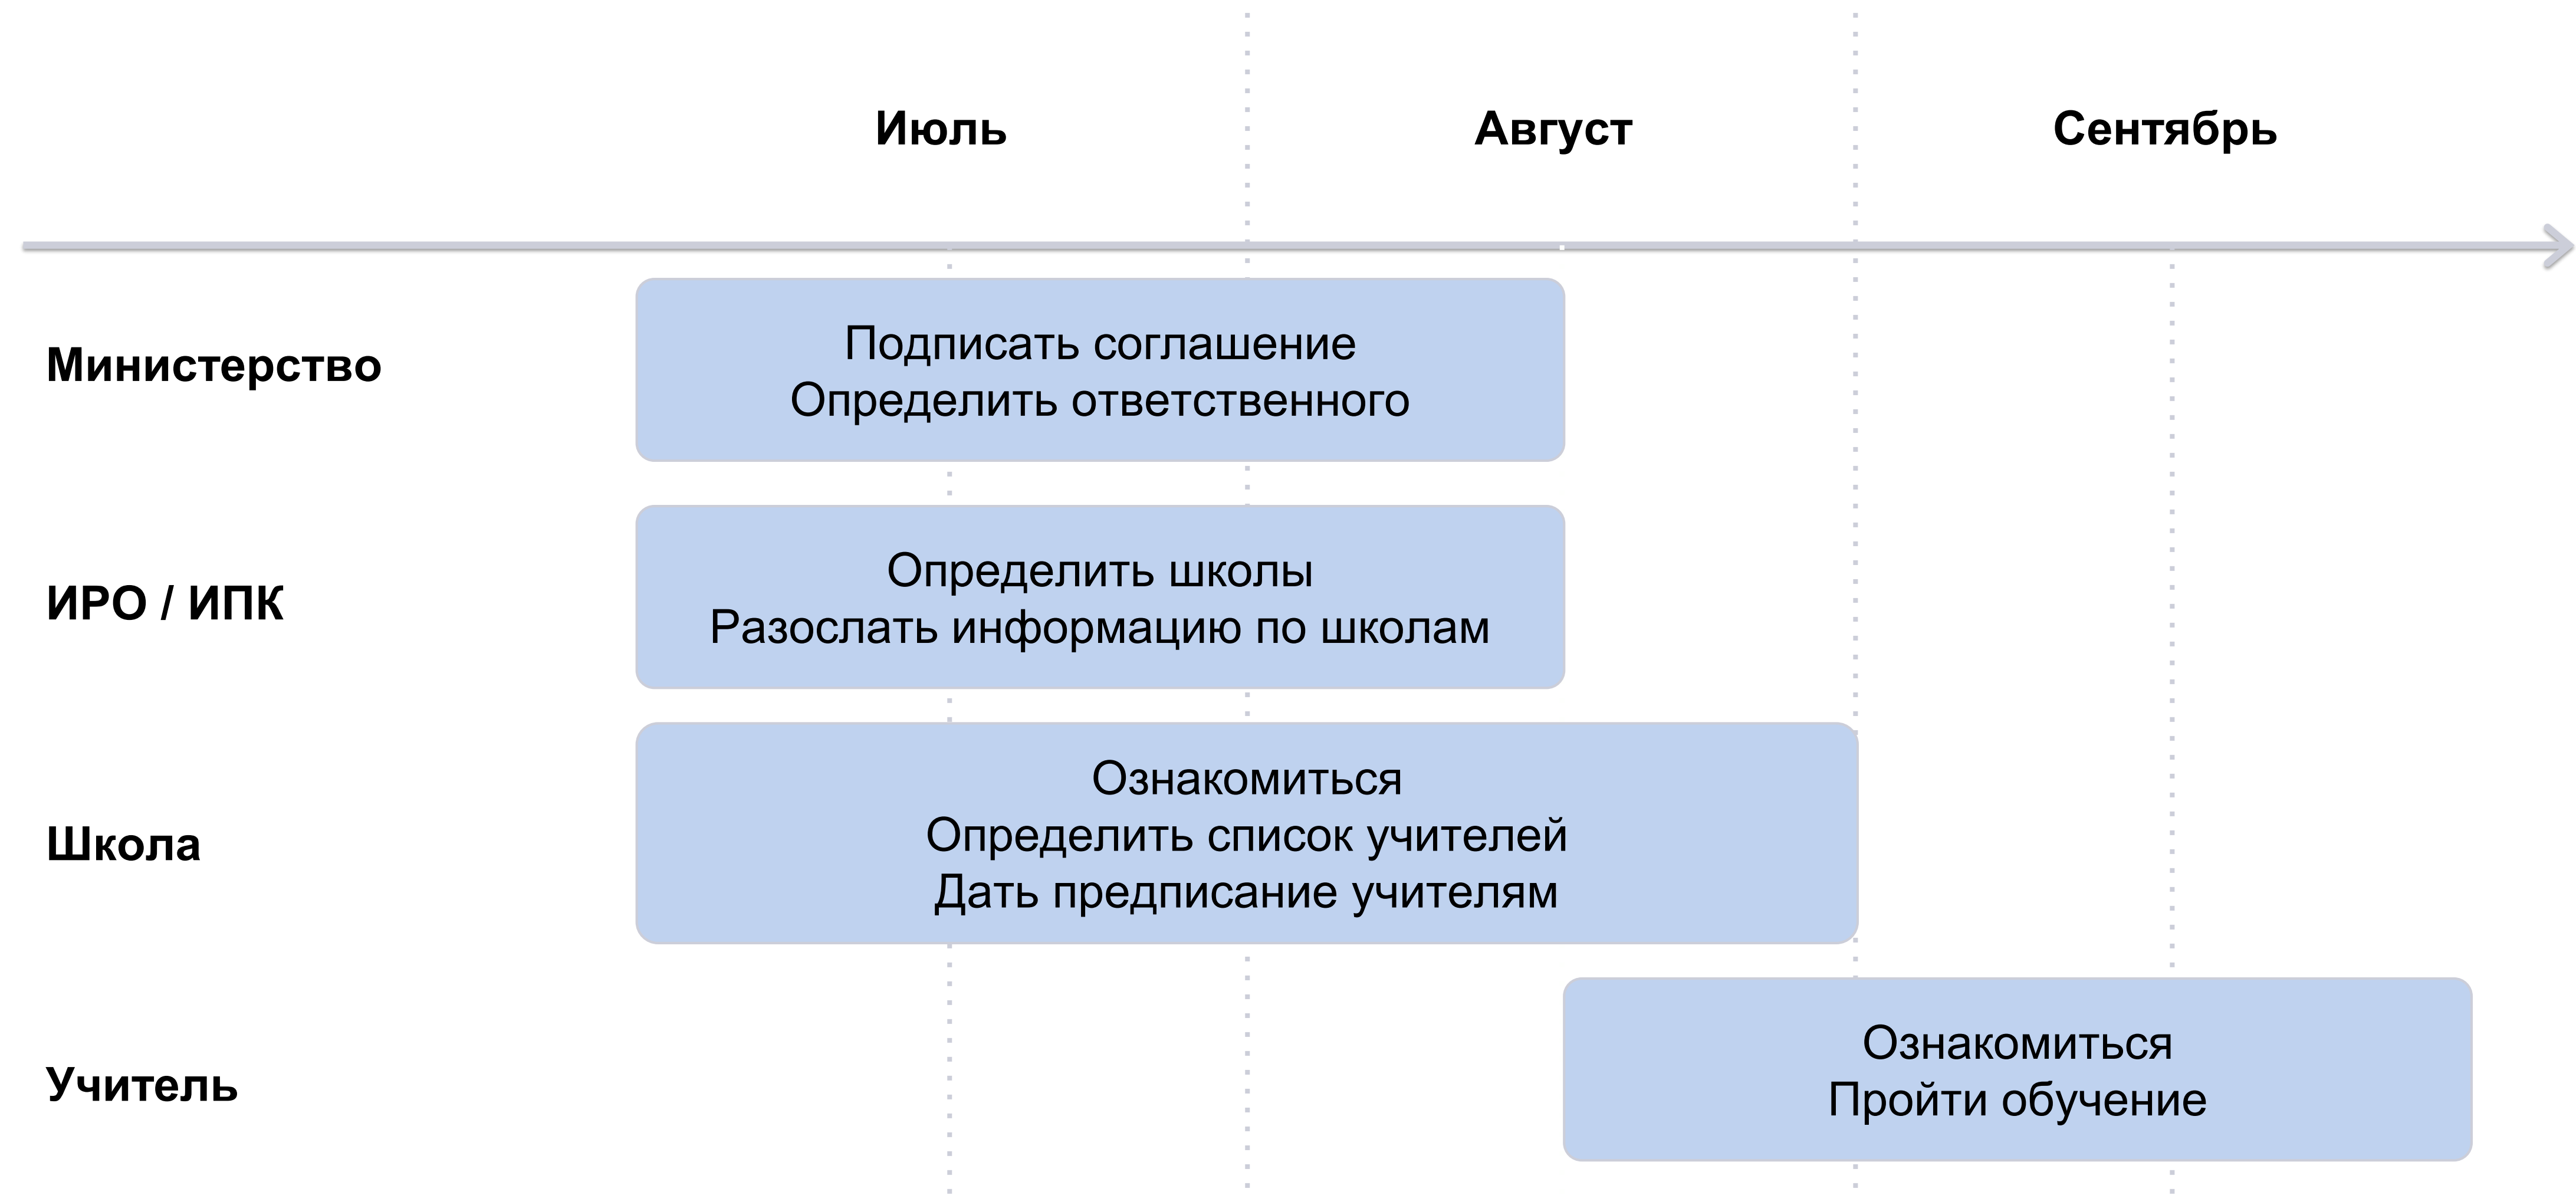 Июль
Август
Сентябрь
Министерство
Подписать соглашение
Определить ответственного
ИРО / ИПК
Определить школы
Разослать информацию по школам
Школа
Ознакомиться
Определить список учителей
Дать предписание учителям
Учитель
Ознакомиться
Пройти обучение